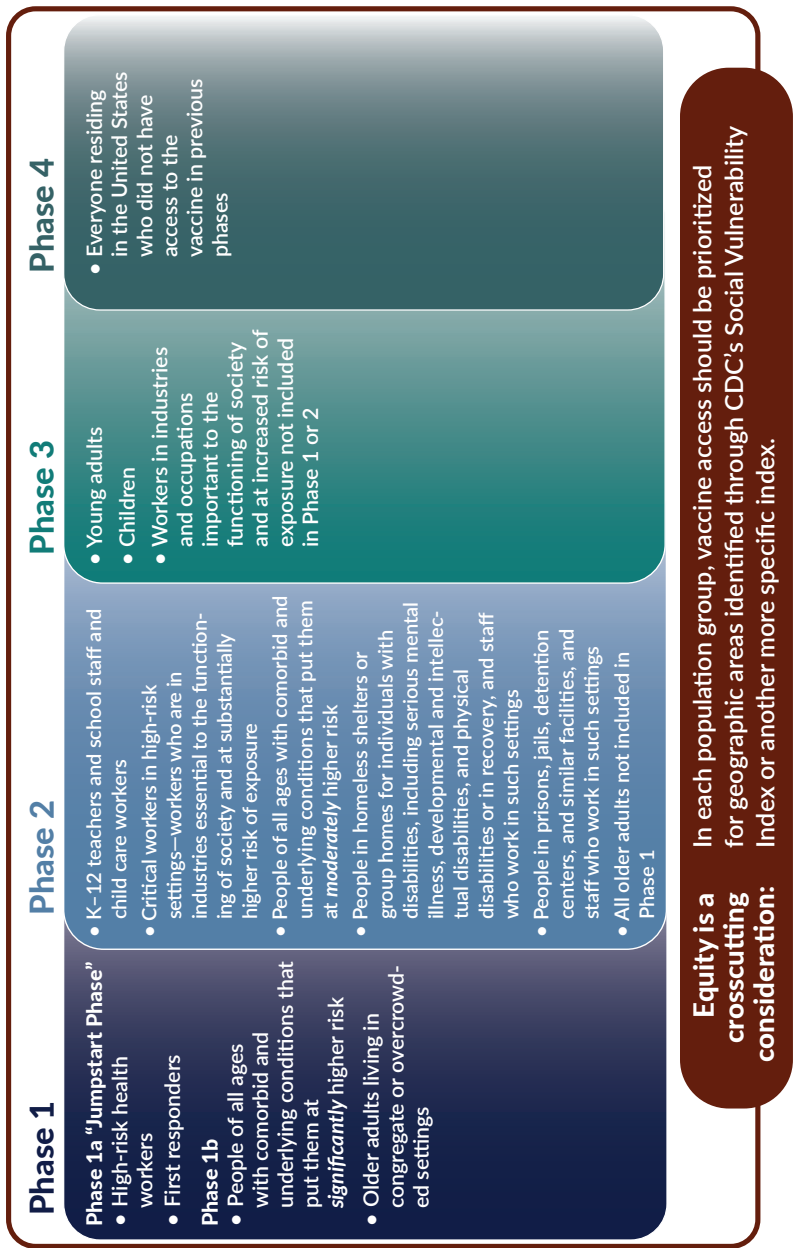 Phase 1
Phase 1a “Jumpstart Phase”
• High-risk health
workers
• First responders
Phase 1b
• People of all ages
with comorbid and
underlying conditions that
put them at
significantly higher risk
• Older adults living in
congregate or overcrowd-
ed settings
Phase 2
• K–12 teachers and school staff and
child care workers
• Critical workers in high-risk
settings—workers who are in
industries essential to the function-
ing of society and at substantially
higher risk of exposure
• People of all ages with comorbid and
underlying conditions that put them
at moderately higher risk
• People in homeless shelters or
group homes for individuals with
disabilities, including serious mental
illness, developmental and intellec-
tual disabilities, and physical
disabilities or in recovery, and staff
who work in such settings
• People in prisons, jails, detention
centers, and similar facilities, and
staff who work in such settings
• All older adults not included in
Phase 1
Phase 3
• Young adults
• Children
• Workers in industries
and occupations
important to the
functioning of society
and at increased risk of
exposure not included
in Phase 1 or 2
Phase 4
• Everyone residing
in the United States
who did not have
access to the
vaccine in previous
phases
Equity is a
crosscutting
consideration:
In each population group, vaccine access should be prioritized
for geographic areas identified through CDC’s Social Vulnerability
Index or another more specific index.